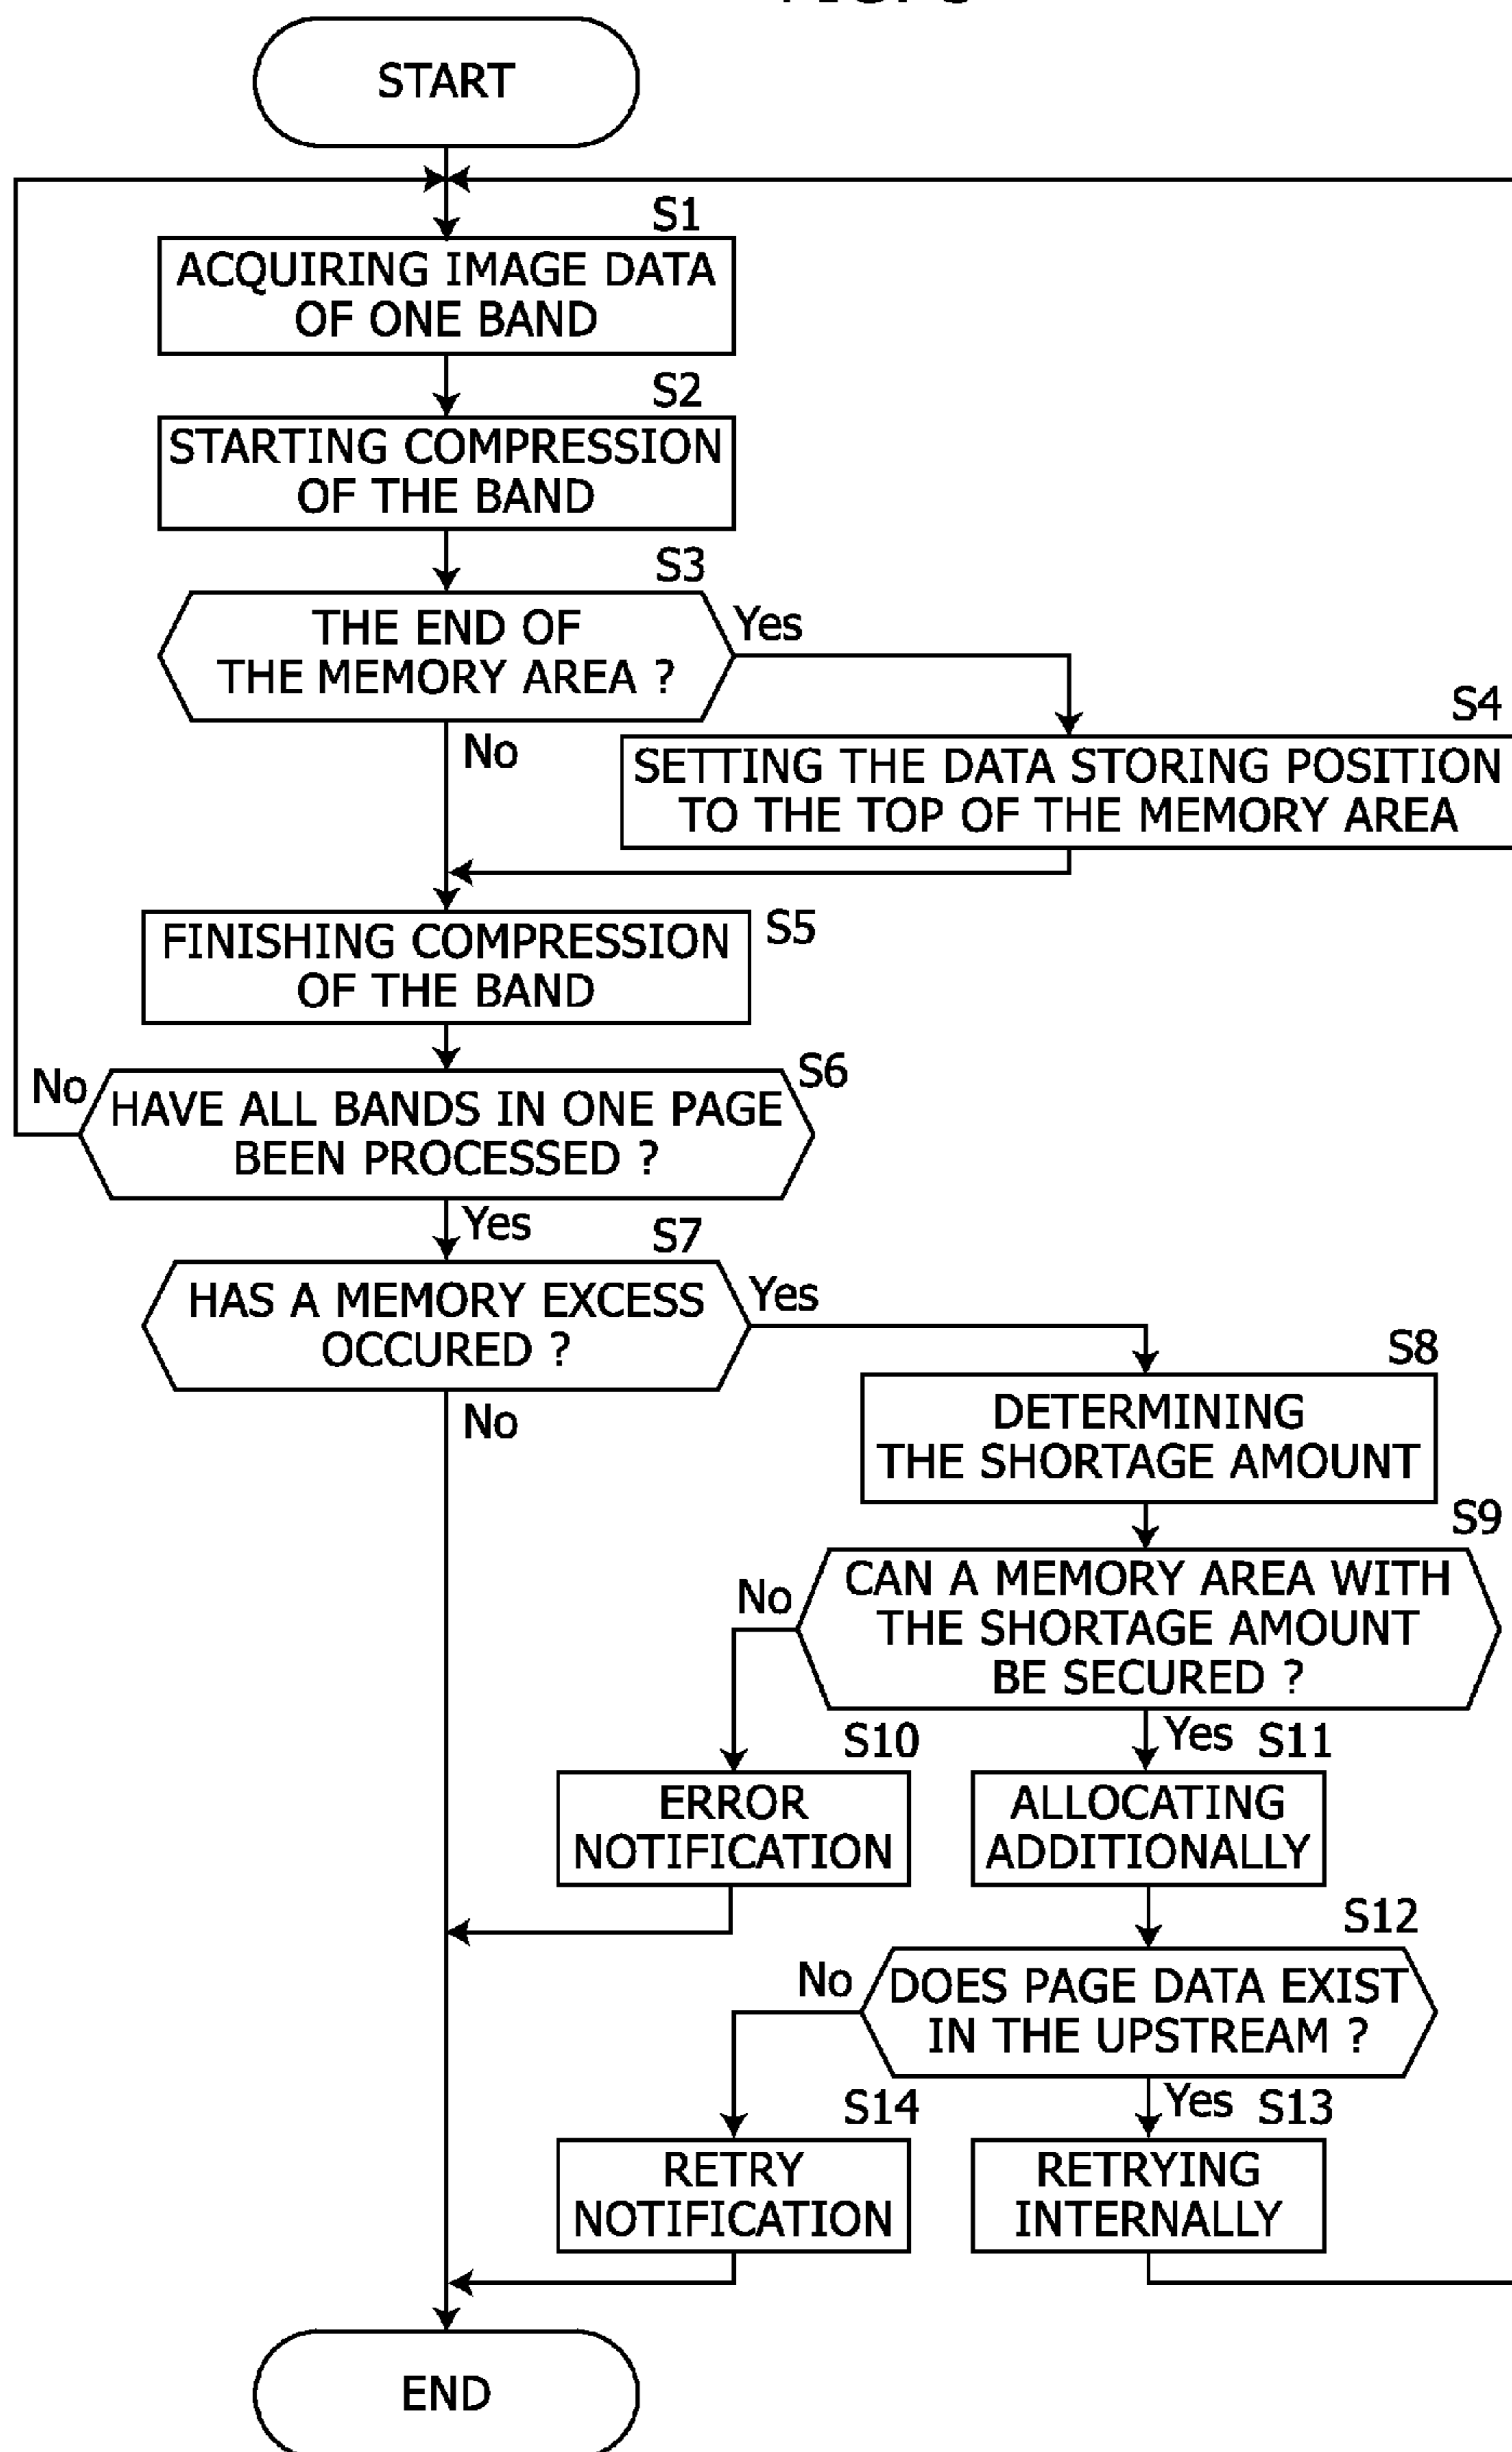 START
S1
ACQUIRING IMAGE DATA
OF ONE BAND
S2
STARTING COMPRESSION
OF THE BAND
S3
THE END OF
THE MEMORY AREA ?
Yes
No
S4
SETTING THE DATA STORING POSITION
TO THE TOP OF THE MEMORY AREA
S5
FINISHING COMPRESSION
OF THE BAND
S6
No
HAVE ALL BANDS IN ONE PAGE
BEEN PROCESSED ?
Yes
S7
HAS A MEMORY EXCESS
OCCURED ?
Yes
No
S8
DETERMINING
THE SHORTAGE AMOUNT
S9
CAN A MEMORY AREA WITH
THE SHORTAGE AMOUNT
BE SECURED ?
No
Yes
S10
ERROR
NOTIFICATION
S11
ALLOCATING
ADDITIONALLY
S12
No
DOES PAGE DATA EXIST
IN THE UPSTREAM ?
Yes
S14
RETRY
NOTIFICATION
S13
RETRYING
INTERNALLY
END